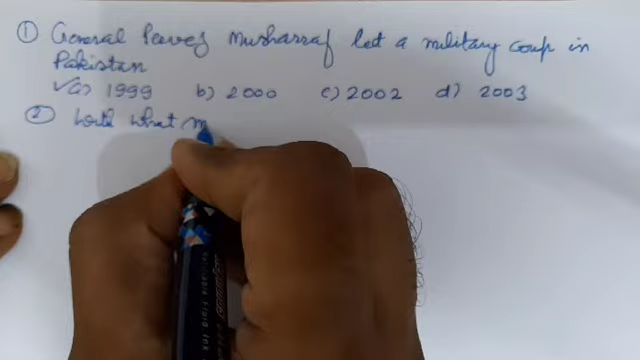 ① General Pervez Musharraf led a military coup in
Pakistan
✓a) 1999 b) 2000 c) 2002 d) 2003
② With what m